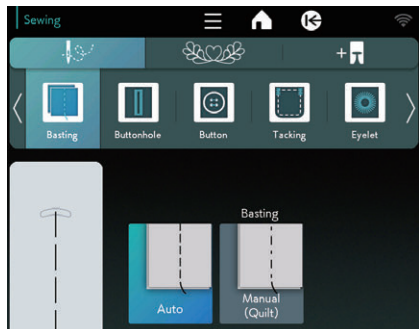 Sewing
Basting
Buttonhole
Button
Tacking
Eyelet
Basting
Auto
Manual
(Quilt)